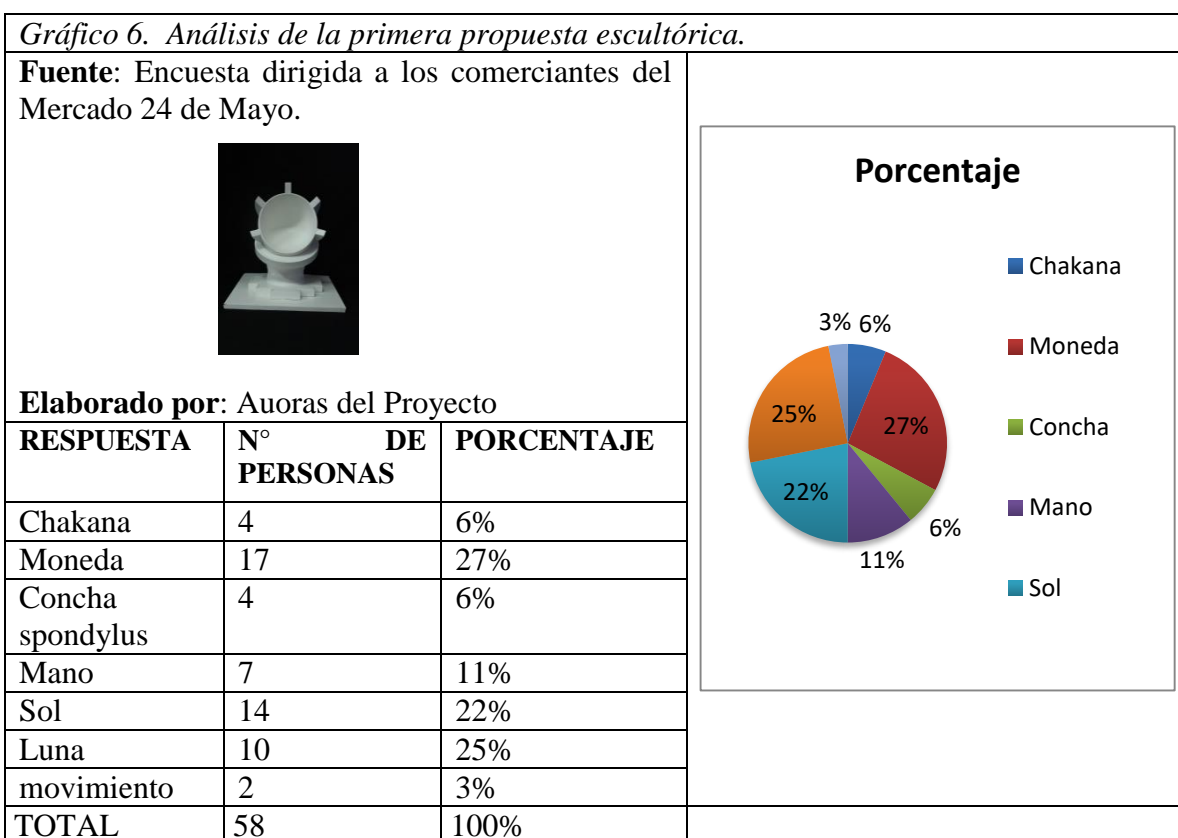 Gráfico 6. Análisis de la primera propuesta escultórica.
Fuente: Encuesta dirigida a los comerciantes del
Mercado 24 de Mayo.
Elaborado por: Auoras del Proyecto
RESPUESTA N° DE PERSONAS PORCENTAJE
Chakana 4 6%
Moneda 17 27%
Concha spondylus 4 6%
Mano 7 11%
Sol 14 22%
Luna 10 25%
movimiento 2 3%
TOTAL 58 100%
Porcentaje
3% 6%
25%
27%
22%
6%
11%
Chakana
Moneda
Concha
Mano
Sol